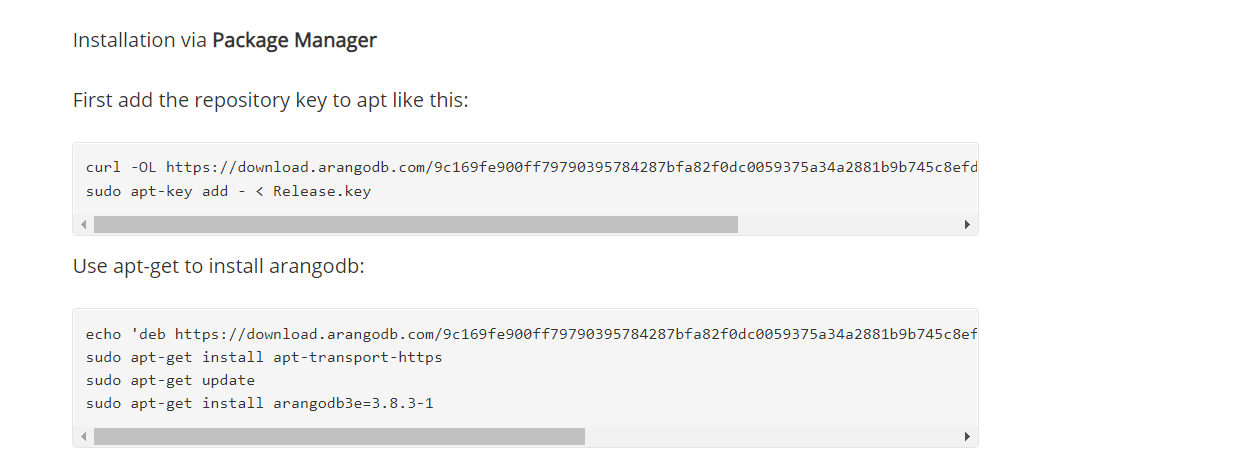 Installation via Package Manager
First add the repository key to apt like this:
curl -OL https://download.arangodb.com/9c169fe900ff79790395784287bfa82f0dc0059375a34a2881b9b745c8efd
sudo apt-key add - < Release.key
Use apt-get to install arangodb:
echo 'deb https://download.arangodb.com/9c169fe900ff79790395784287bfa82f0dc0059375a34a2881b9b745c8ef
sudo apt-get install apt-transport-https
sudo apt-get update
sudo apt-get install arangodb3e=3.8.3-1